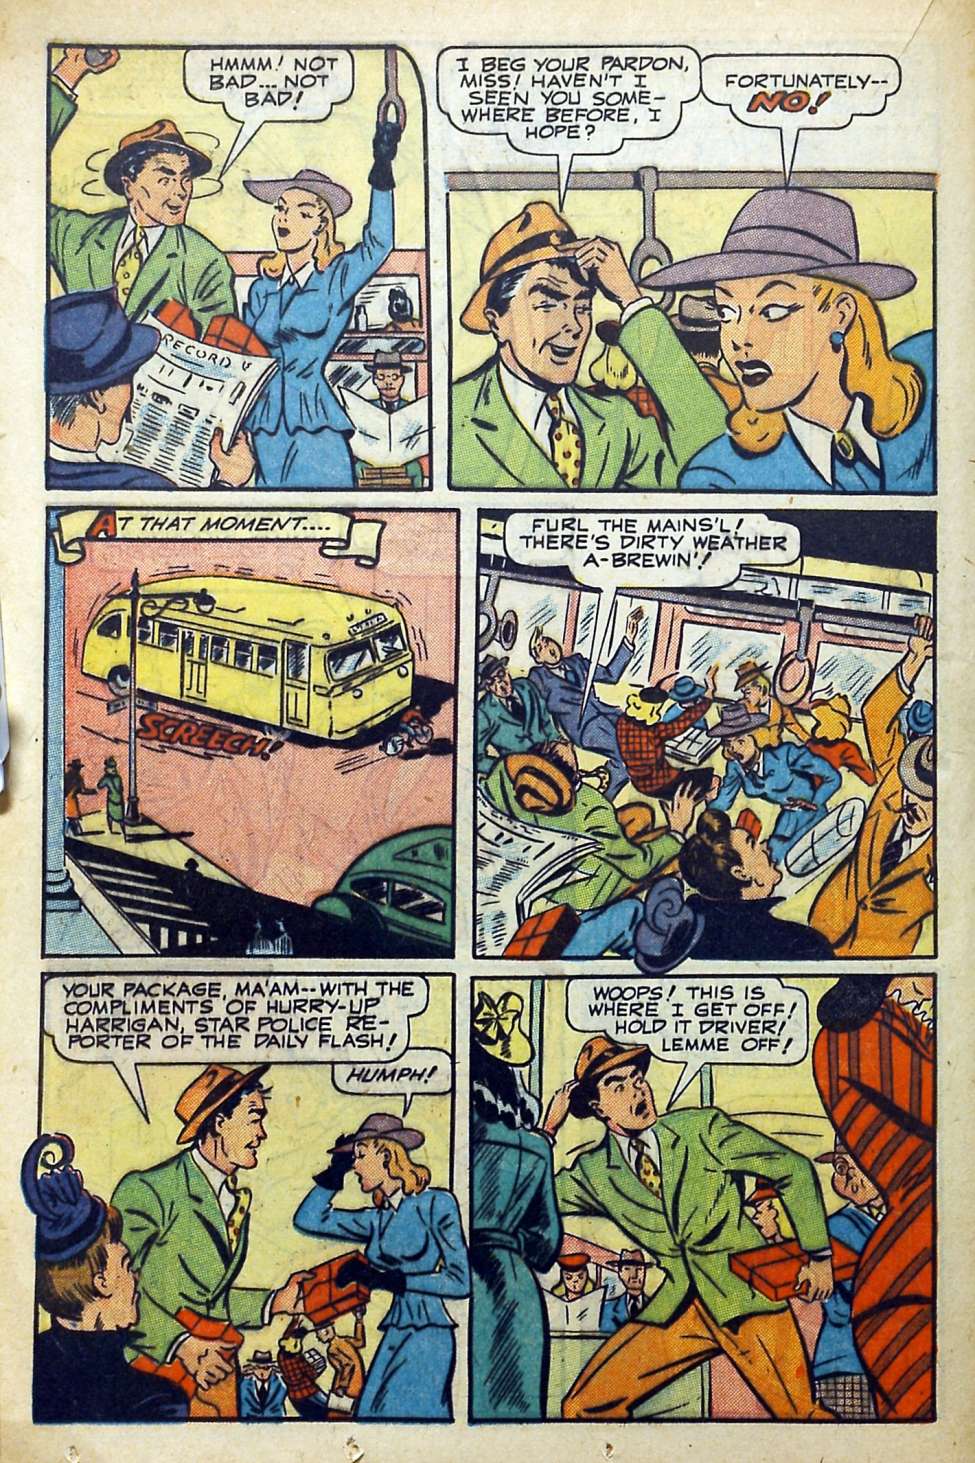 HMMM! NOT
BAD... NOT
BAD!
RECORD
I BEG YOUR PARDON,
MISS! HAVEN'T I
SEEN YOU SOME-
WHERE BEFORE, I
HOPE?
FORTUNATELY--
NO!
AT THAT MOMENT....
SCREECH!
FURL THE MAINS'L!
THERE'S DIRTY WEATHER
A-BREWIN'!
YOUR PACKAGE, MA'AM--WITH THE
COMPLIMENTS OF HURRY-UP
HARRIGAN, STAR POLICE RE-
PORTER OF THE DAILY FLASH!
HUMPH!
WOOPS! THIS IS
WHERE I GET OFF!
HOLD IT DRIVER!
LEMME OFF!